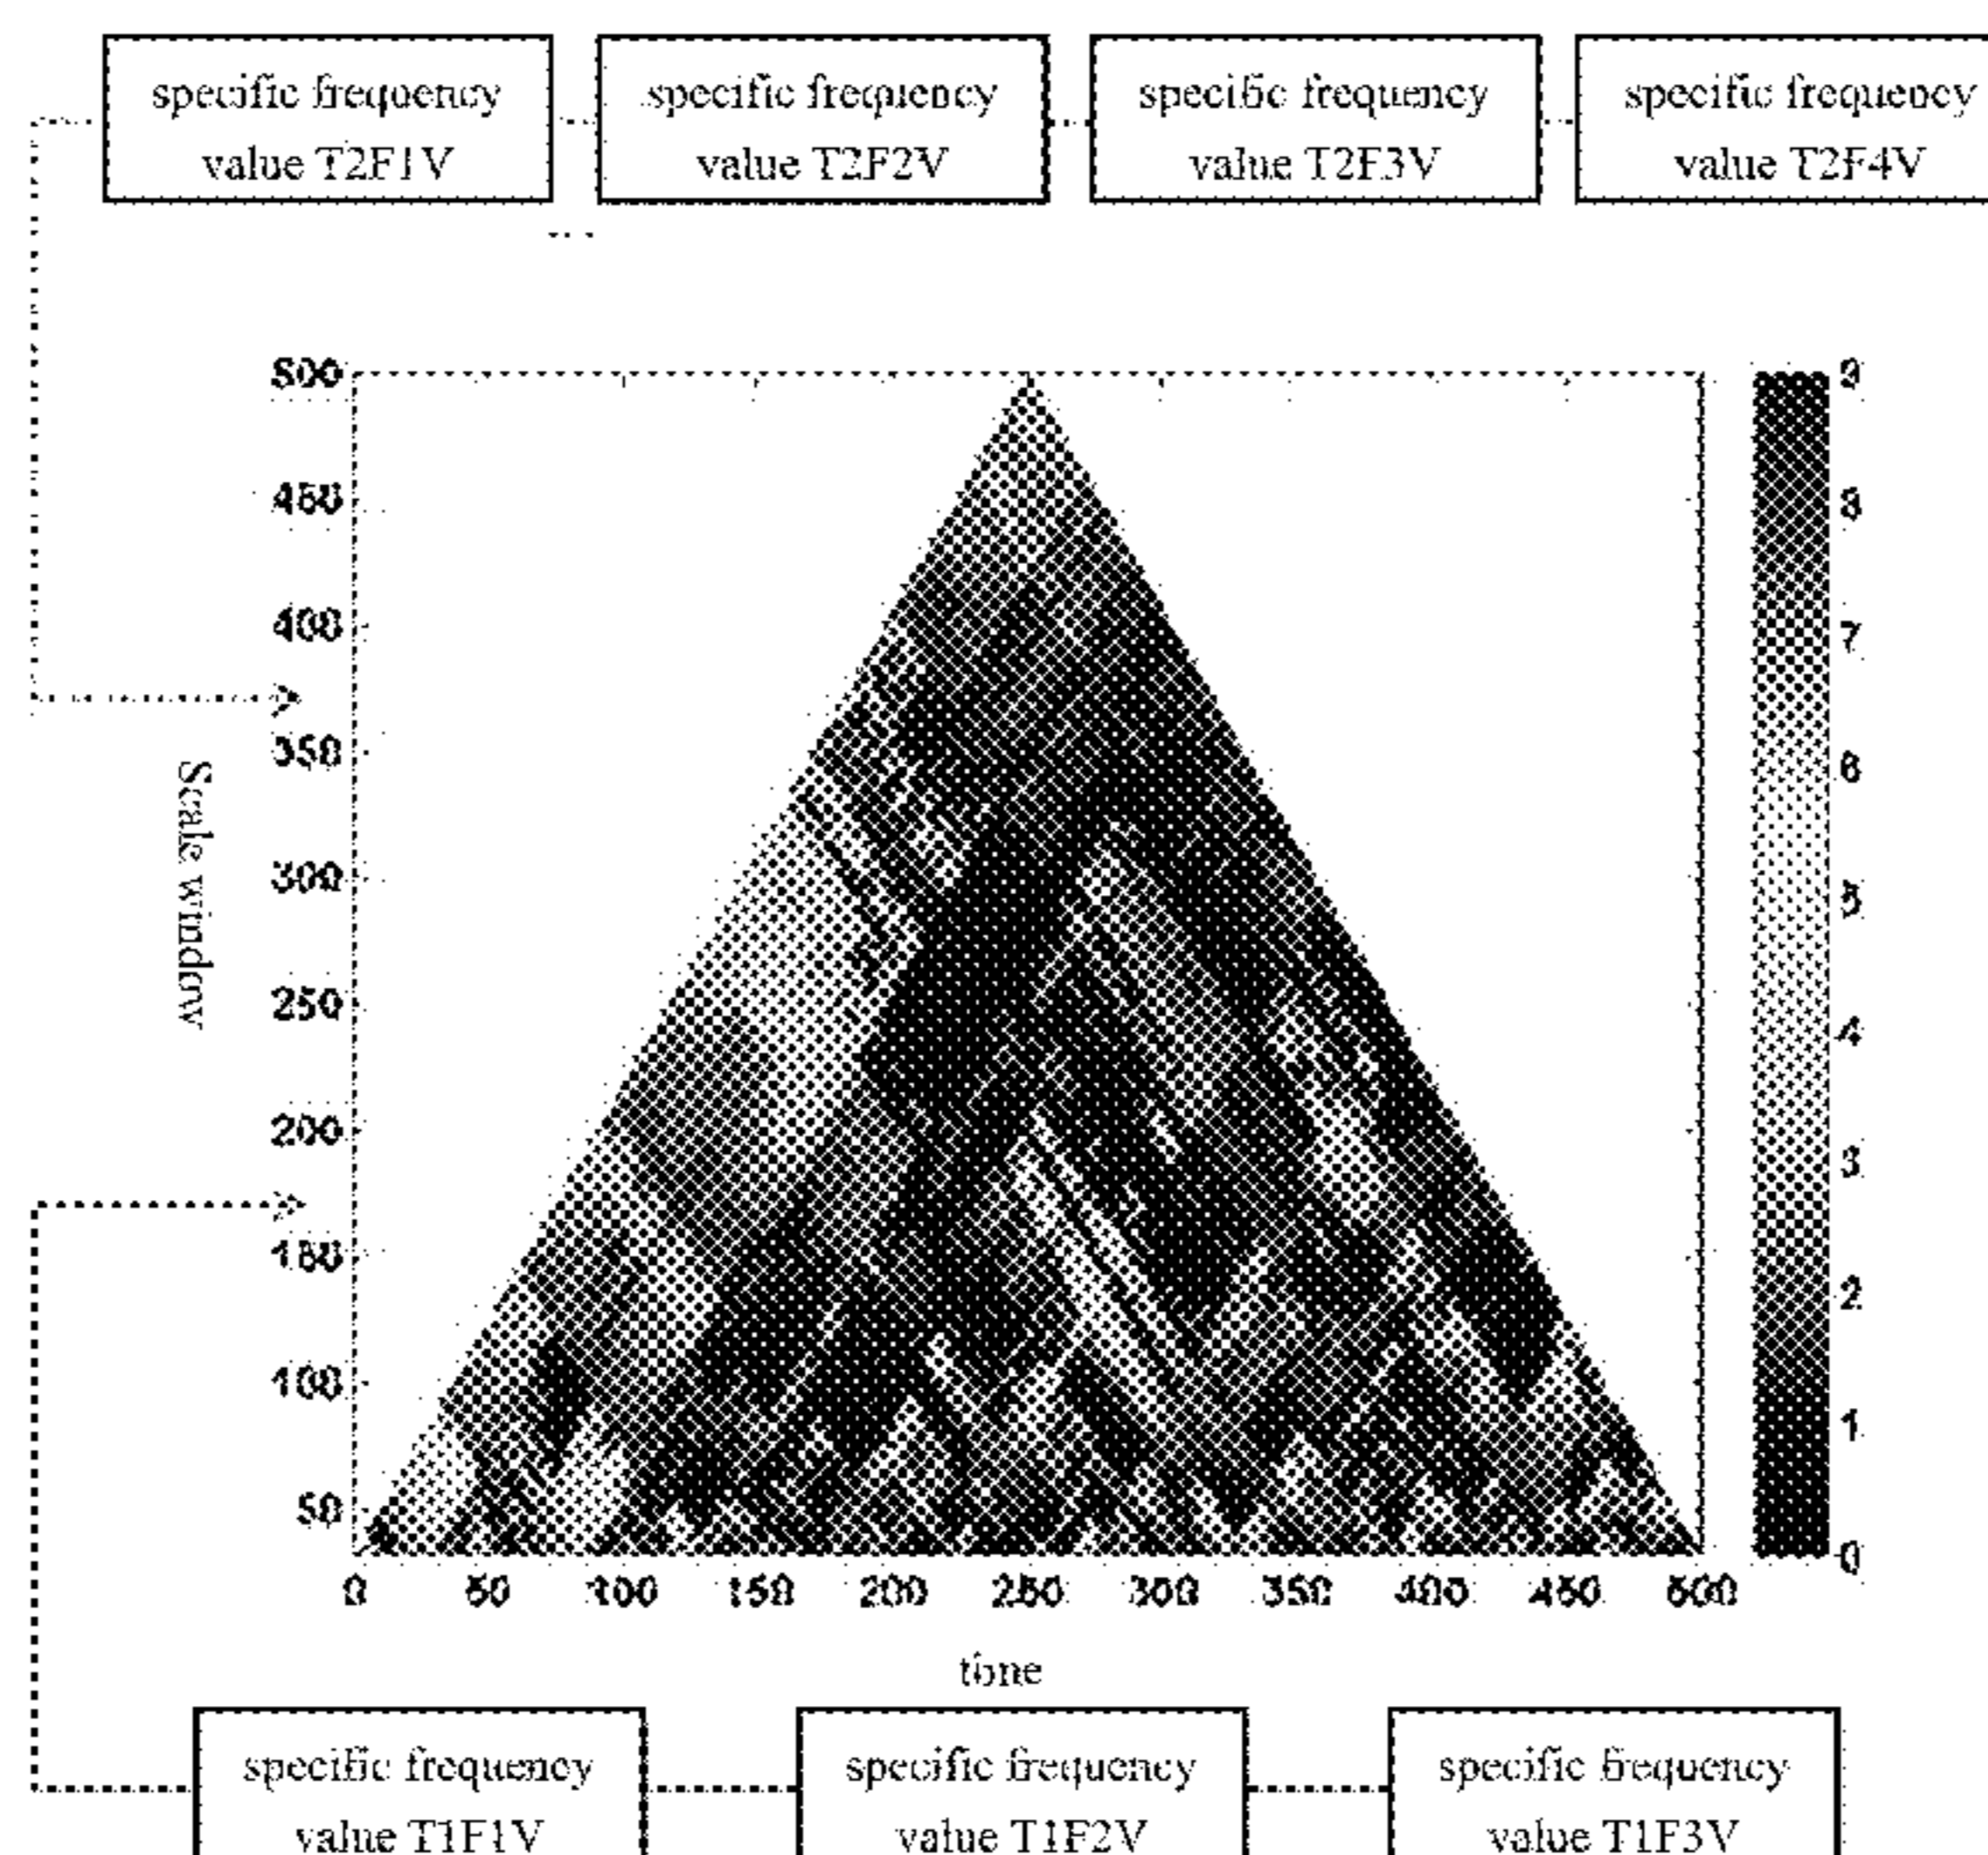 specific frequency
value T2F1V
specific frequency
value T2F2V
specific frequency
value T2F3V
specific frequency
value T2F4V
500
450
400
350
300
250
200
150
100
50
Scale window
0 50 100 150 200 250 300 350 400 450 500
time
9
8
7
6
5
4
3
2
1
0
specific frequency
value T1F1V
specific frequency
value T1F2V
specific frequency
value T1F3V